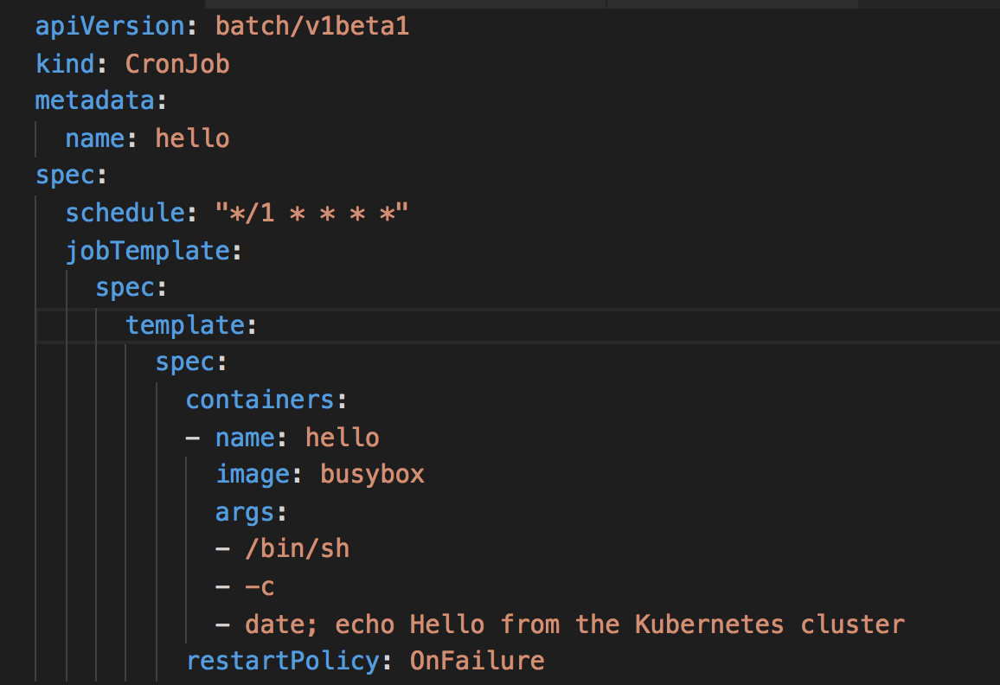 apiVersion: batch/v1beta1
kind: CronJob
metadata:
  name: hello
spec:
  schedule: "*/1 * * * *"
  jobTemplate:
    spec:
      template:
        spec:
          containers:
          - name: hello
            image: busybox
            args:
            - /bin/sh
            - -c
            - date; echo Hello from the Kubernetes cluster
          restartPolicy: OnFailure